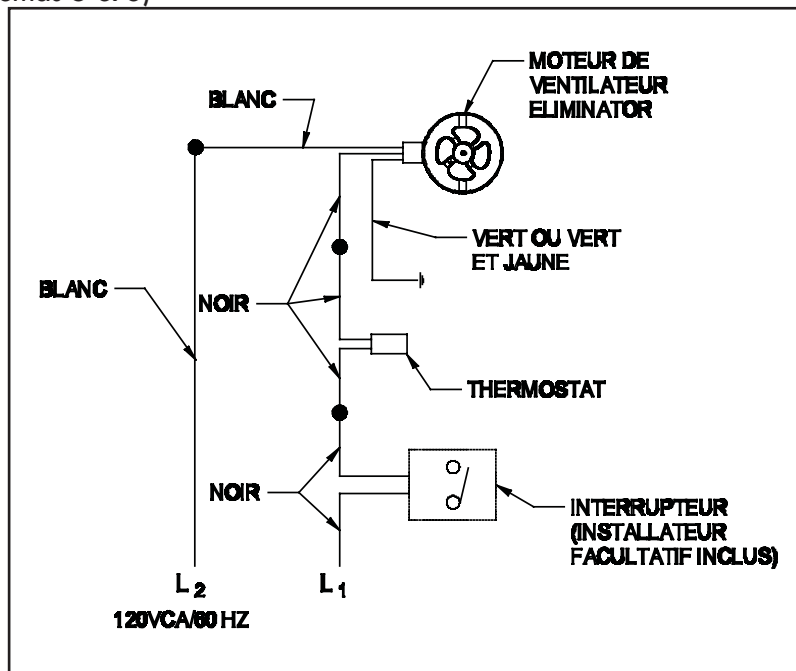 MOTEUR DE
VENTILATEUR
ELIMINATOR
BLANC
VERT OU VERT
ET JAUNE
BLANC
NOIR
THERMOSTAT
NOIR
INTERRUPTEUR
(INSTALLATEUR
FACULTATIF INCLUS)
L2 L1
120VCA/60 HZ